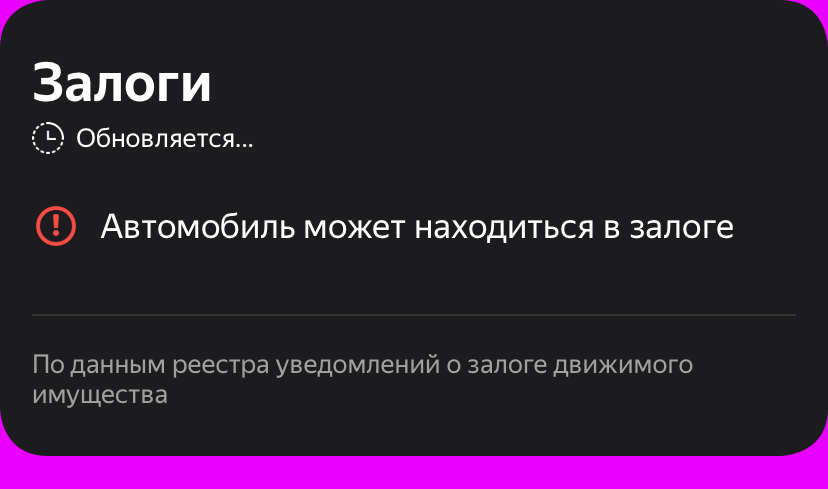 Залоги
Обновляется...
Автомобиль может находиться в залоге
По данным реестра уведомлений о залоге движимого
имущества